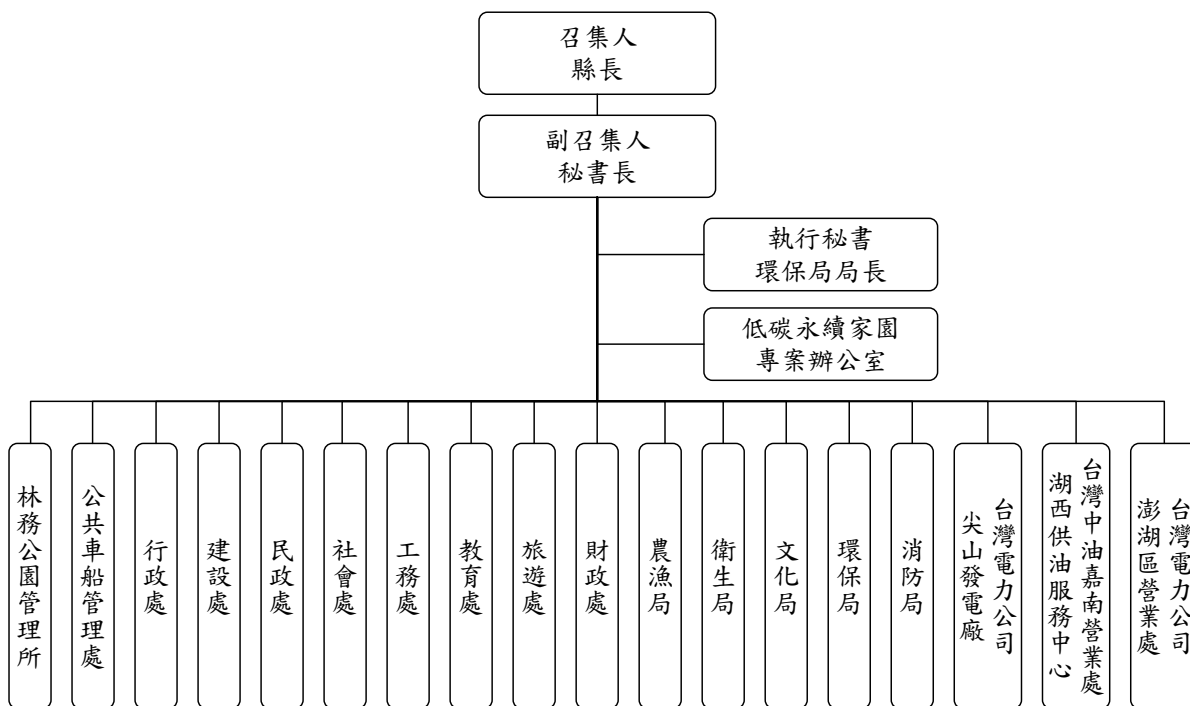 召集人
縣長
副召集人
秘書長
執行秘書
環保局局長
低碳永續家園
專案辦公室
林務公園管理所
公共車船管理處
行政處
建設處
民政處
社會處
工務處
教育處
旅遊處
財政處
農漁局
衛生局
文化局
環保局
消防局
台灣電力公司
尖山發電廠
台灣中油嘉南營業處
湖西供油服務中心
台灣電力公司
澎湖區營業處